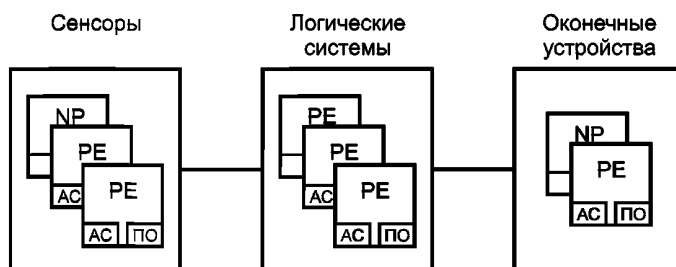 Сенсоры
Логические
системы
Оконечные
устройства
NP
PE
AC
PE
AC ПО
PE
PE
AC
PE
AC ПО
NP
PE
AC ПО